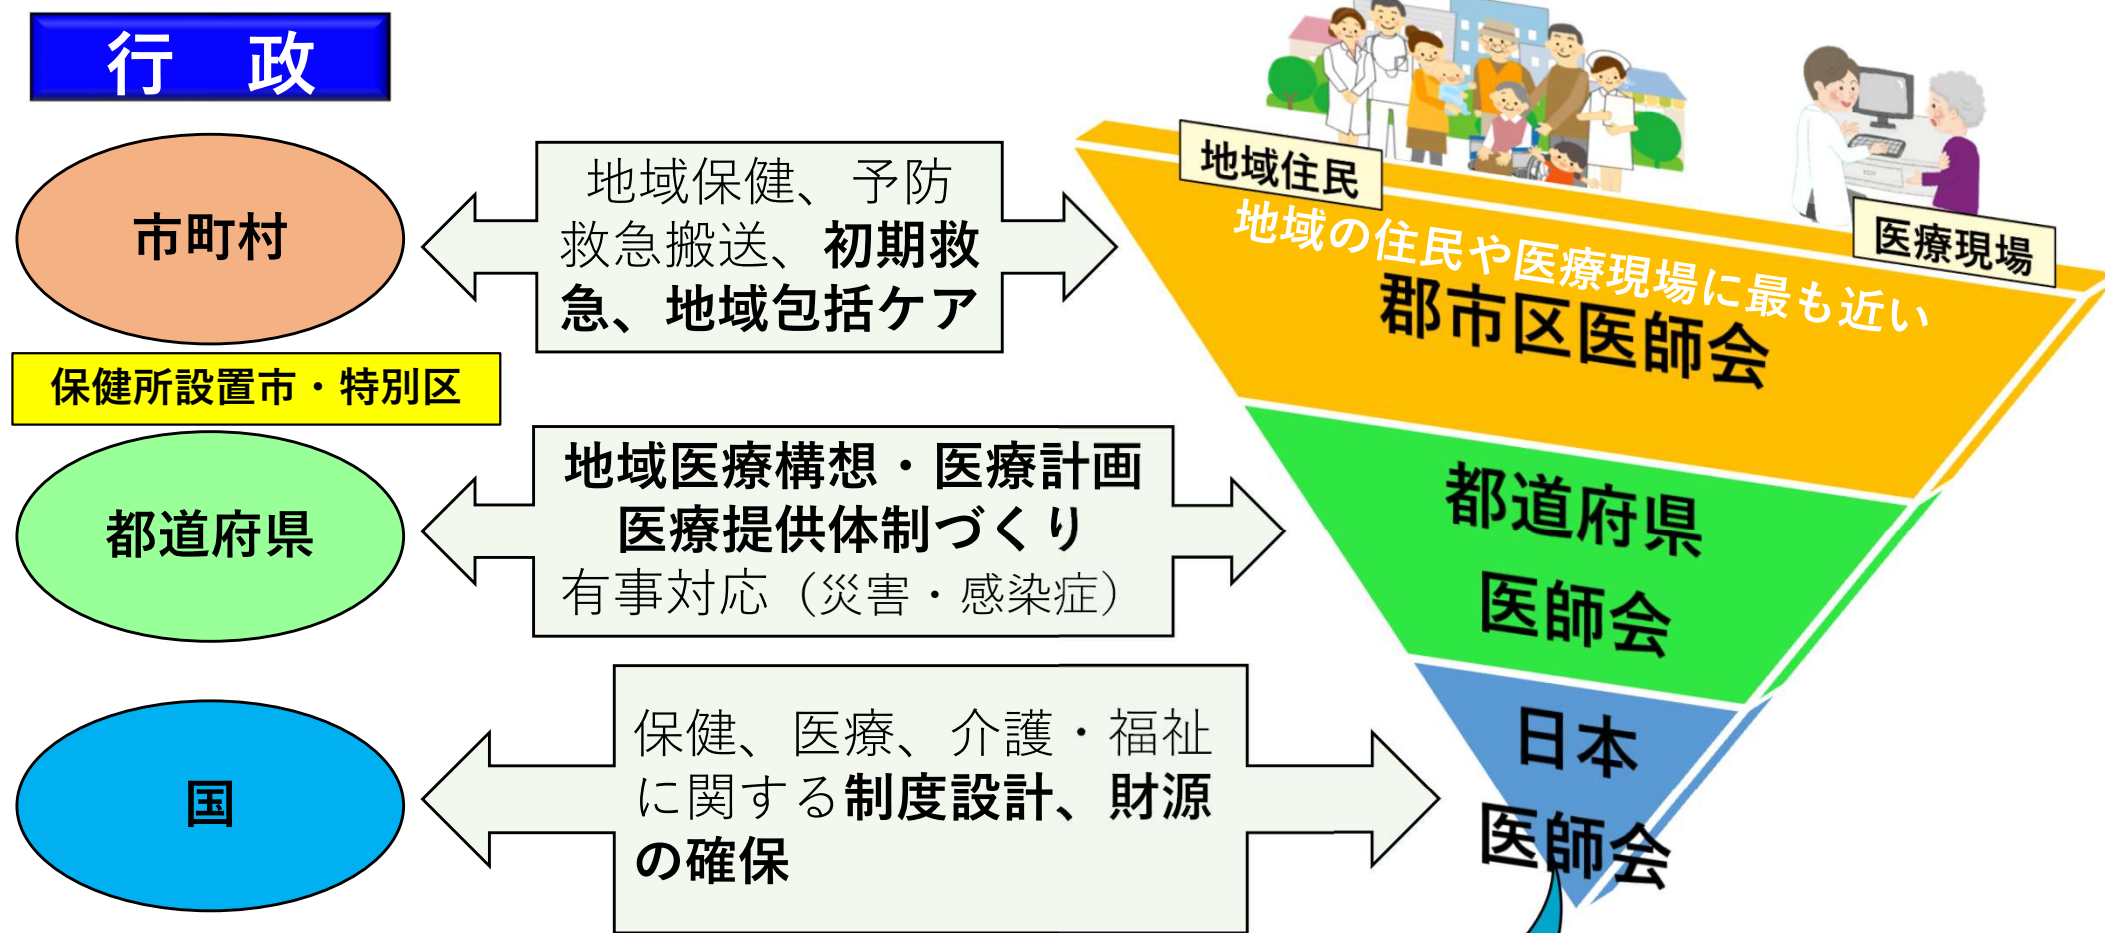 行　政
市町村
地域保健、予防
救急搬送、初期救
急、地域包括ケア
保健所設置市・特別区
都道府県
地域医療構想・医療計画
医療提供体制づくり
有事対応（災害・感染症）
国
保健、医療、介護・福祉
に関する制度設計、財源
の確保
地域住民
医療現場
地域の住民や医療現場に最も近い
郡市区医師会
都道府県
医師会
日本
医師会